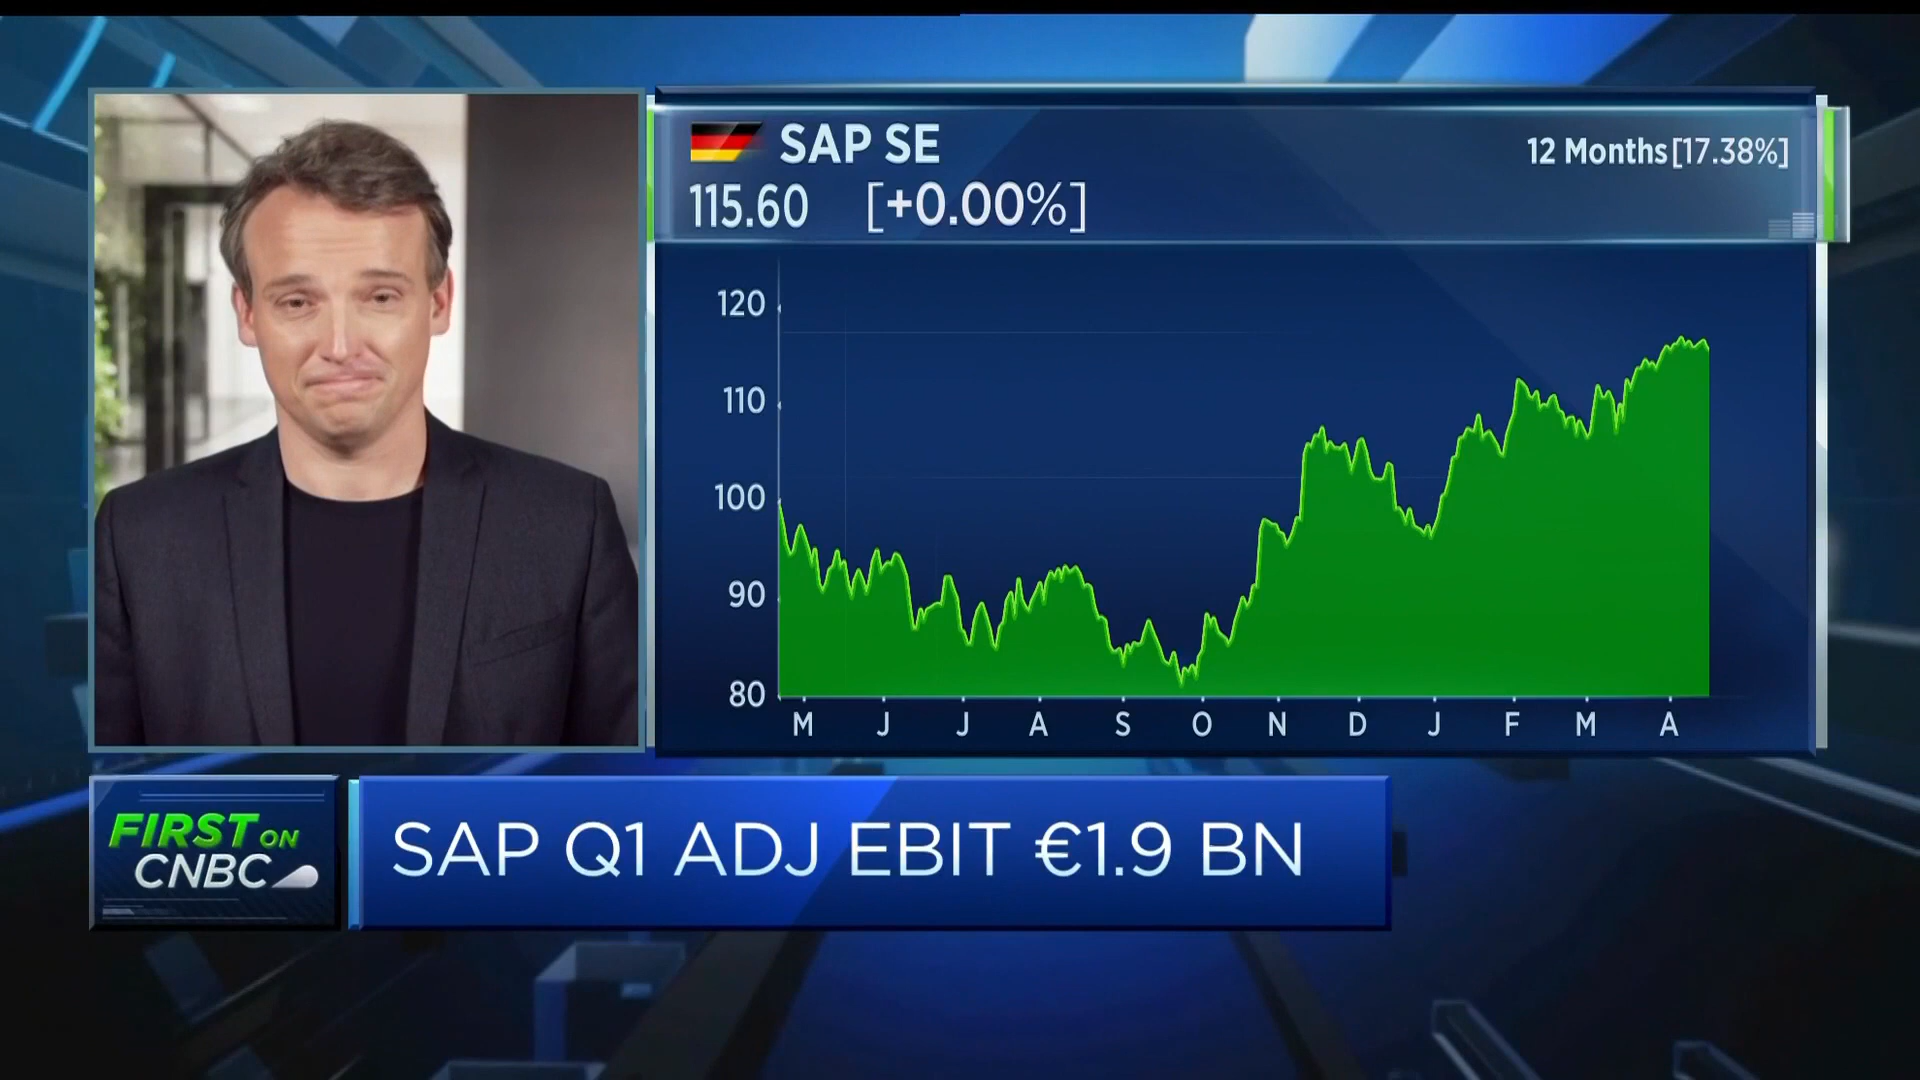 SAP SE
12 Months [17.38%]
115.60 [+0.00%]
120
110
100
90
80
M J J A S O N D J F M A
FIRST ON
CNBC
SAP Q1 ADJ EBIT €1.9 BN